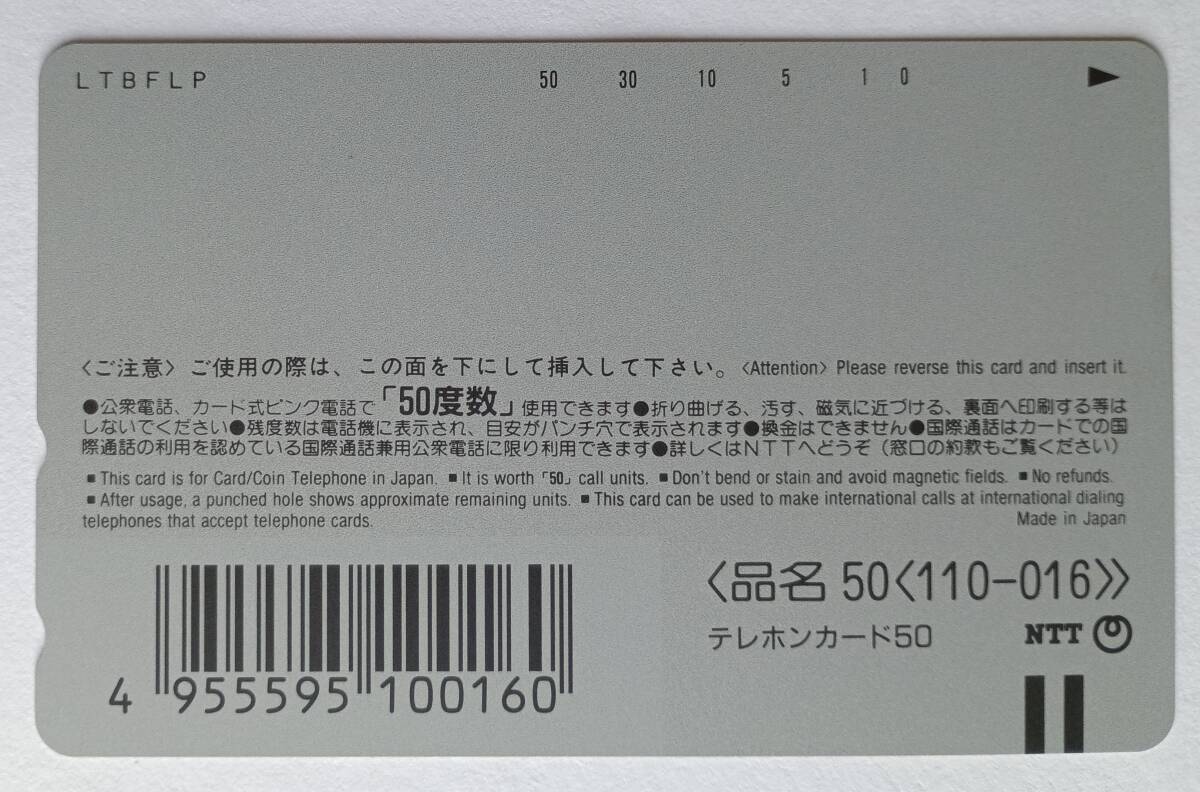 LTBFLP 50 30 10 5 1 0 ▶
〈ご注意〉ご使用の際は、この面を下にして挿入して下さい。〈Attention〉Please reverse this card and insert it.
●公衆電話、カード式ピンク電話で「50度数」使用できます●折り曲げる、汚す、磁気に近づける、裏面へ印刷する等は
しないでください●残度数は電話機に表示され、目安がパンチ穴で表示されます●換金はできません●国際通話はカードでの国
際通話の利用を認めている国際通話兼用公衆電話に限り利用できます●詳しくはNTTへどうぞ(窓口の約款もご覧ください)
■This card is for Card/Coin Telephone in Japan. ■It is worth「50」call units. ■Don't bend or stain and avoid magnetic fields. ■No refunds.
■After usage, a punched hole shows approximate remaining units. ■This card can be used to make international calls at international dialing
telephones that accept telephone cards. Made in Japan
〈品名 50〈110-016〉〉
テレホンカード50 NTT
4 955595 100160